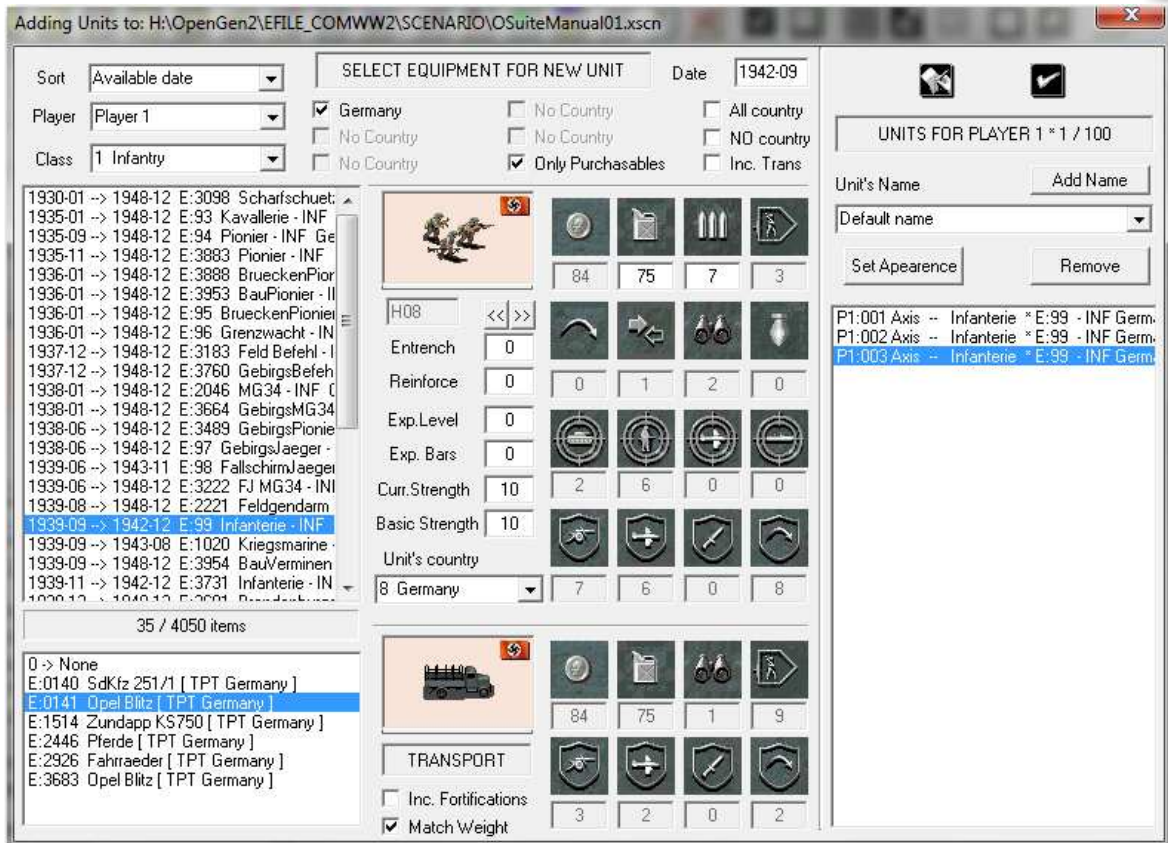 Adding Units to: H:\OpenGen2\EFILE_COMWW2\SCENARIO\OSuiteManual01.xscn
Sort Available date
Player Player 1
Class 1 Infantry
SELECT EQUIPMENT FOR NEW UNIT Date 1942-09
Germany No Country All country
No Country No Country NO country
No Country Only Purchasables Inc. Trans
1930-01 --> 1948-12 E:3098 Scharfschuet
1935-01 --> 1948-12 E:93 Kavallerie - INF
1935-09 --> 1948-12 E:94 Pionier - INF Ge
1935-11 --> 1948-12 E:3883 Pionier - INF
1936-01 --> 1948-12 E:3888 BrueckenPior
1936-01 --> 1948-12 E:3953 BauPionier - II
1936-01 --> 1948-12 E:95 BrueckenPionier
1936-01 --> 1948-12 E:96 Grenzwacht - IN
1937-12 --> 1948-12 E:3183 Feld Befehl - I
1937-12 --> 1948-12 E:3760 GebirgsBefeh
1938-01 --> 1948-12 E:2046 MG34 - INF
1938-01 --> 1948-12 E:3664 GebirgsMG34
1938-06 --> 1948-12 E:3489 GebirgsPionie
1938-06 --> 1948-12 E:97 GebirgsJaeger -
1939-06 --> 1943-11 E:98 FallschirmJaeger
1939-06 --> 1948-12 E:3222 FJ MG34 - INI
1939-08 --> 1948-12 E:2221 Feldgendarm
1939-09 --> 1942-12 E:99 Infanterie - INF
1939-09 --> 1943-08 E:1020 Kriegsmarine -
1939-09 --> 1948-12 E:3954 BauVerminen
1939-11 --> 1942-12 E:3731 Infanterie - IN
35 / 4050 items
0 -> None
E:0140 SdKfz 251/1 [ TPT Germany ]
E:0141 Opel Blitz [ TPT Germany ]
E:1514 Zundapp KS750 [ TPT Germany ]
E:2446 Pferde [ TPT Germany ]
E:2926 Fahrraeder [ TPT Germany ]
E:3683 Opel Blitz [ TPT Germany ]
84 75 7 3
H08 << >>
Entrench 0
Reinforce 0
0 1 2 0
Exp.Level 0
Exp. Bars 0
Curr.Strength 10
2 6 0 0
Basic Strength 10
Unit's country
8 Germany
7 6 0 8
84 75 1 9
TRANSPORT
Inc. Fortifications
Match Weight
3 2 0 2
UNITS FOR PLAYER 1 * 1 / 100
Unit's Name Add Name
Default name
Set Apearence Remove
P1:001 Axis -- Infanterie * E:99 - INF Germ
P1:002 Axis -- Infanterie * E:99 - INF Germ
P1:003 Axis -- Infanterie * E:99 - INF Germ